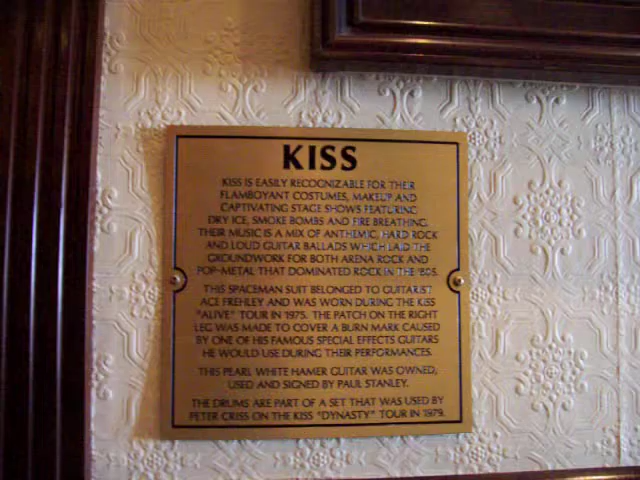 KISS
KISS IS EASILY RECOGNIZABLE FOR THEIR
FLAMBOYANT COSTUMES, MAKEUP AND
CAPTIVATING STAGE SHOWS FEATURING
DRY ICE, SMOKE BOMBS AND FIRE BREATHING.
THEIR MUSIC IS A MIX OF ANTHEMIC, HARD ROCK
AND LOUD GUITAR BALLADS WHICH LAID THE
GROUNDWORK FOR BOTH ARENA ROCK AND
POP-METAL THAT DOMINATED ROCK IN THE '80S.
THIS SPACEMAN SUIT BELONGED TO GUITARIST
ACE FREHLEY AND WAS WORN DURING THE KISS
"ALIVE" TOUR IN 1975. THE PATCH ON THE RIGHT
LEG WAS MADE TO COVER A BURN MARK CAUSED
BY ONE OF HIS FAMOUS SPECIAL EFFECTS GUITARS
HE WOULD USE DURING THEIR PERFORMANCES.
THIS PEARL WHITE HAMER GUITAR WAS OWNED,
USED AND SIGNED BY PAUL STANLEY.
THE DRUMS ARE PART OF A SET THAT WAS USED BY
PETER CRISS ON THE KISS "DYNASTY" TOUR IN 1979.